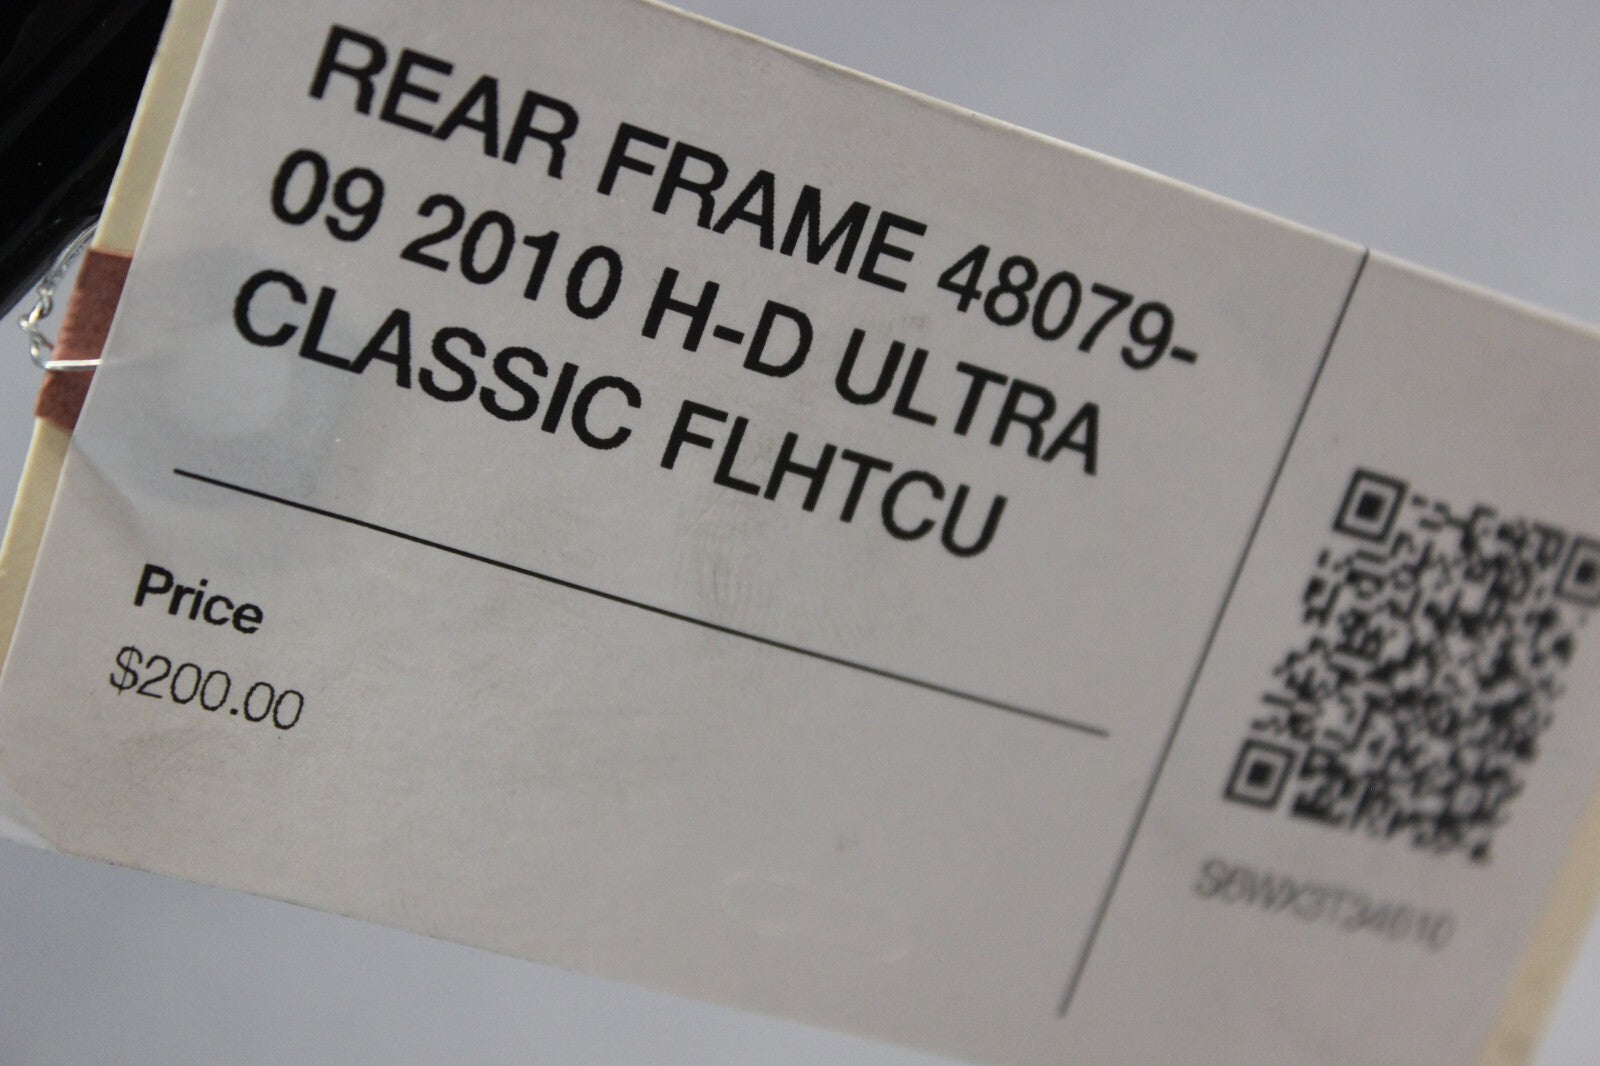 REAR FRAME 48079-
09 2010 H-D ULTRA
CLASSIC FLHTCU
Price
$200.00